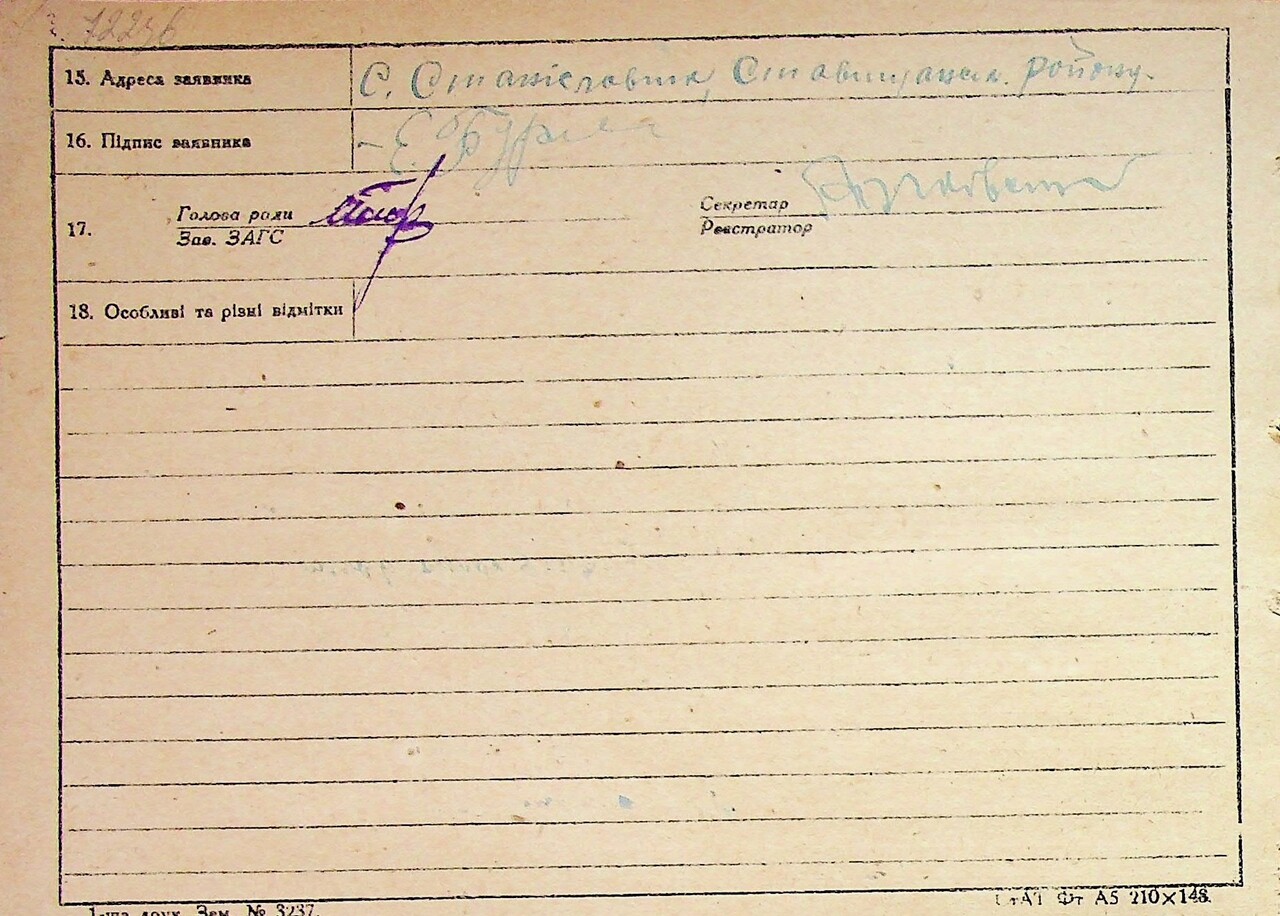 15. Адреса заявника С. Станіславчик, Ставищанськ. району.
16. Підпис заявника Е.
17. Голова ради
Зав. ЗАГС
Секретар
Реєстратор
18. Особливі та різні відмітки
1-ша друк. Зам. № 3237.
СтАТ Фт А5 210×148.